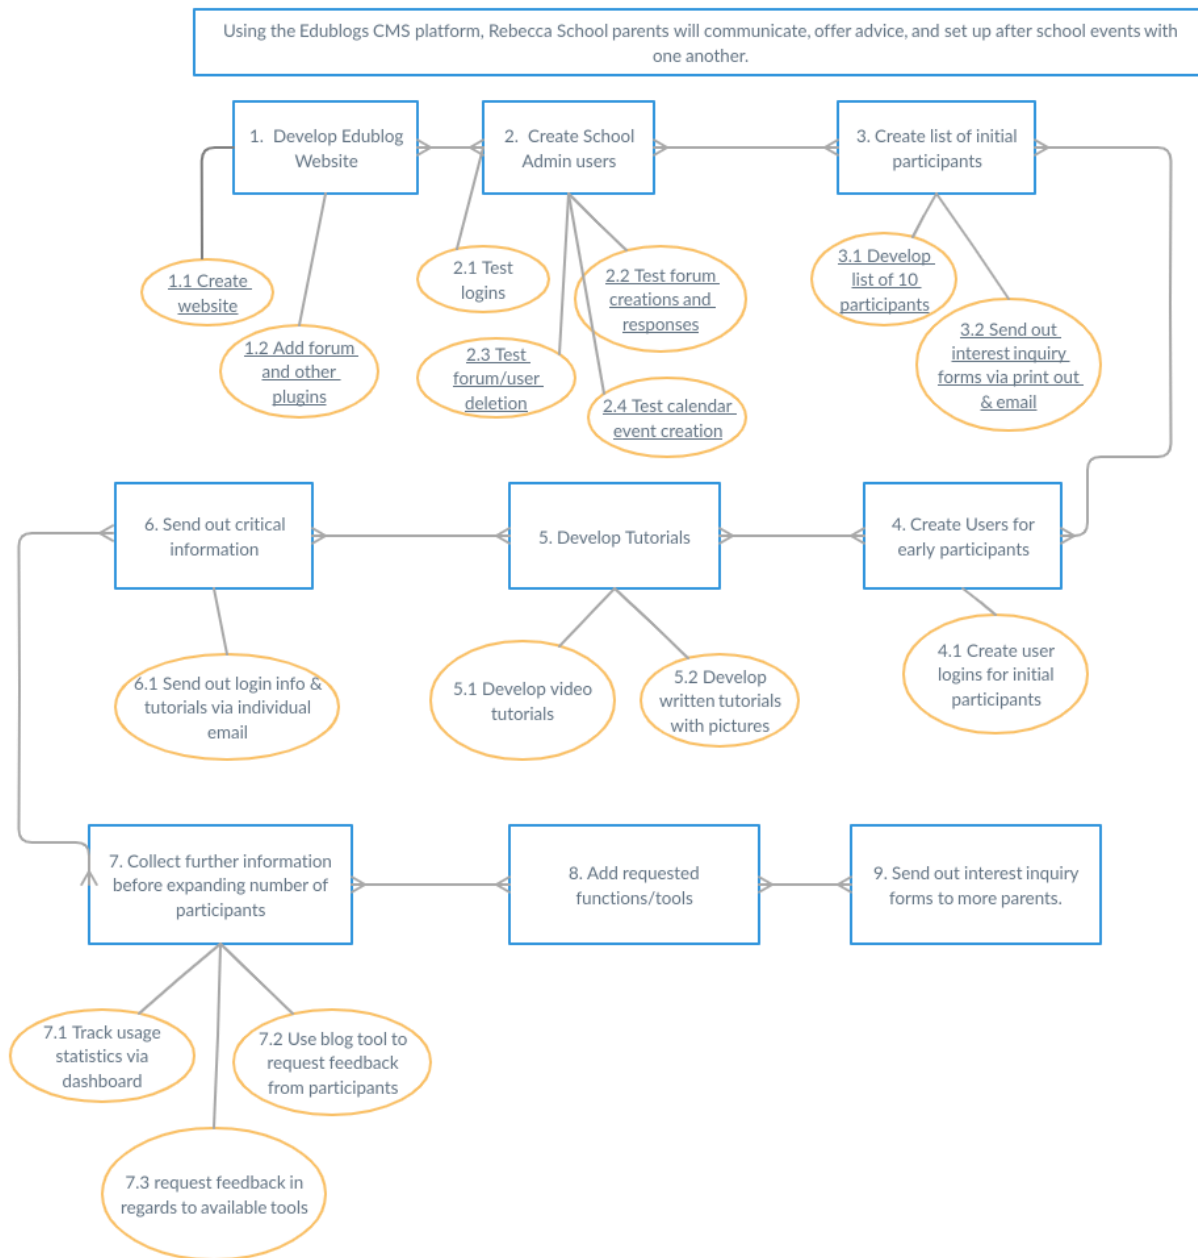 Using the Edublogs CMS platform, Rebecca School parents will communicate, offer advice, and set up after school events with
one another.
1. Develop Edublog
Website
2. Create School
Admin users
3. Create list of initial
participants
1.1 Create
website
1.2 Add forum
and other
plugins
2.1 Test
logins
2.2 Test forum
creations and
responses
2.3 Test
forum/user
deletion
2.4 Test calendar
event creation
3.1 Develop
list of 10
participants
3.2 Send out
interest inquiry
forms via print out
& email
6. Send out critical
information
5. Develop Tutorials
4. Create Users for
early participants
6.1 Send out login info &
tutorials via individual
email
5.1 Develop video
tutorials
5.2 Develop
written tutorials
with pictures
4.1 Create user
logins for initial
participants
7. Collect further information
before expanding number of
participants
8. Add requested
functions/tools
9. Send out interest inquiry
forms to more parents.
7.1 Track usage
statistics via
dashboard
7.2 Use blog tool to
request feedback
from participants
7.3 request feedback in
regards to available tools